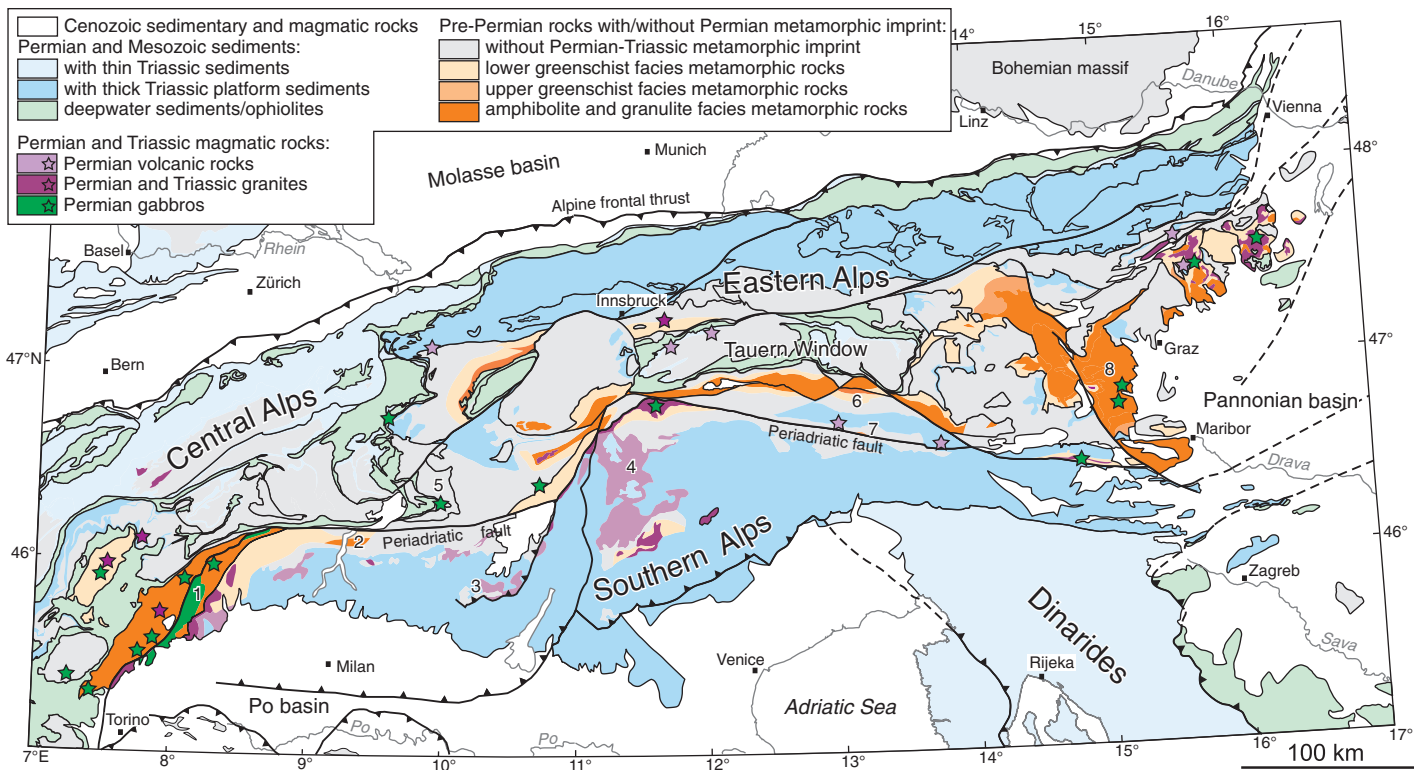 Cenozoic sedimentary and magmatic rocks
Permian and Mesozoic sediments:
with thin Triassic sediments
with thick Triassic platform sediments
deepwater sediments/ophiolites
Permian and Triassic magmatic rocks:
Permian volcanic rocks
Permian and Triassic granites
Permian gabbros
Pre-Permian rocks with/without Permian metamorphic imprint:
without Permian-Triassic metamorphic imprint
lower greenschist facies metamorphic rocks
upper greenschist facies metamorphic rocks
amphibolite and granulite facies metamorphic rocks
14°
15°
16°
Bohemian massif
Danube
Vienna
Linz
Munich
48°
Molasse basin
Alpine frontal thrust
Basel
Rhein
Zürich
Eastern Alps
Innsbruck
47°N
Bern
Tauern Window
Graz
47°
8
Central Alps
6
Pannonian basin
7
Periadriatic fault
Maribor
4
Drava
5
46°
Periadriatic fault
2
46°
Southern Alps
Zagreb
3
1
Dinarides
Sava
Milan
Venice
Rijeka
Po basin
Adriatic Sea
Torino
Po
Po
7°E
8°
9°
10°
11°
12°
13°
14°
15°
16°
17°
100 km